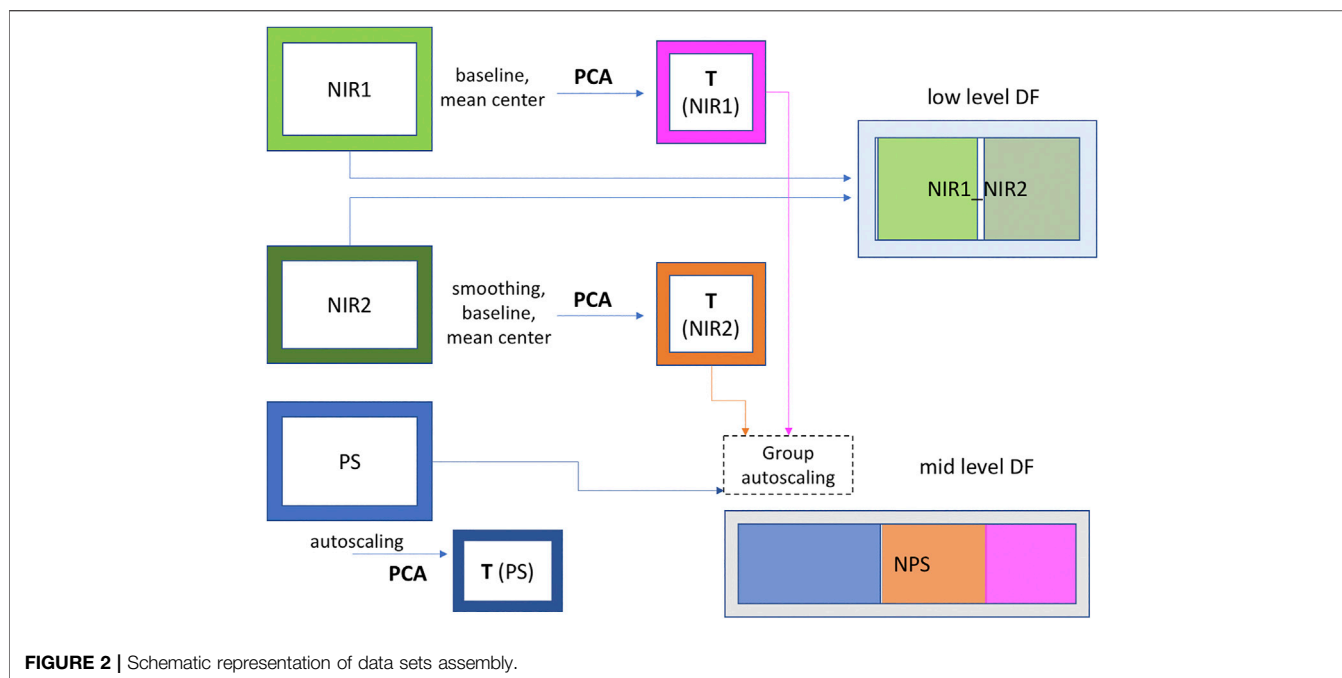 NIR1
baseline,
mean center
PCA
T
(NIR1)
low level DF
NIR1_NIR2
NIR2
smoothing,
baseline,
mean center
PCA
T
(NIR2)
PS
Group
autoscaling
mid level DF
autoscaling
PCA
T (PS)
NPS
FIGURE 2 | Schematic representation of data sets assembly.